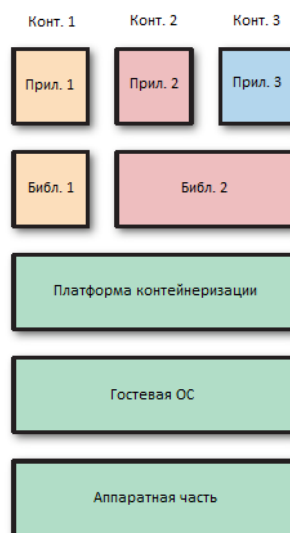 Конт. 1 Конт. 2 Конт. 3
Прил. 1 Прил. 2 Прил. 3
Библ. 1 Библ. 2
Платформа контейнеризации
Гостевая ОС
Аппаратная часть